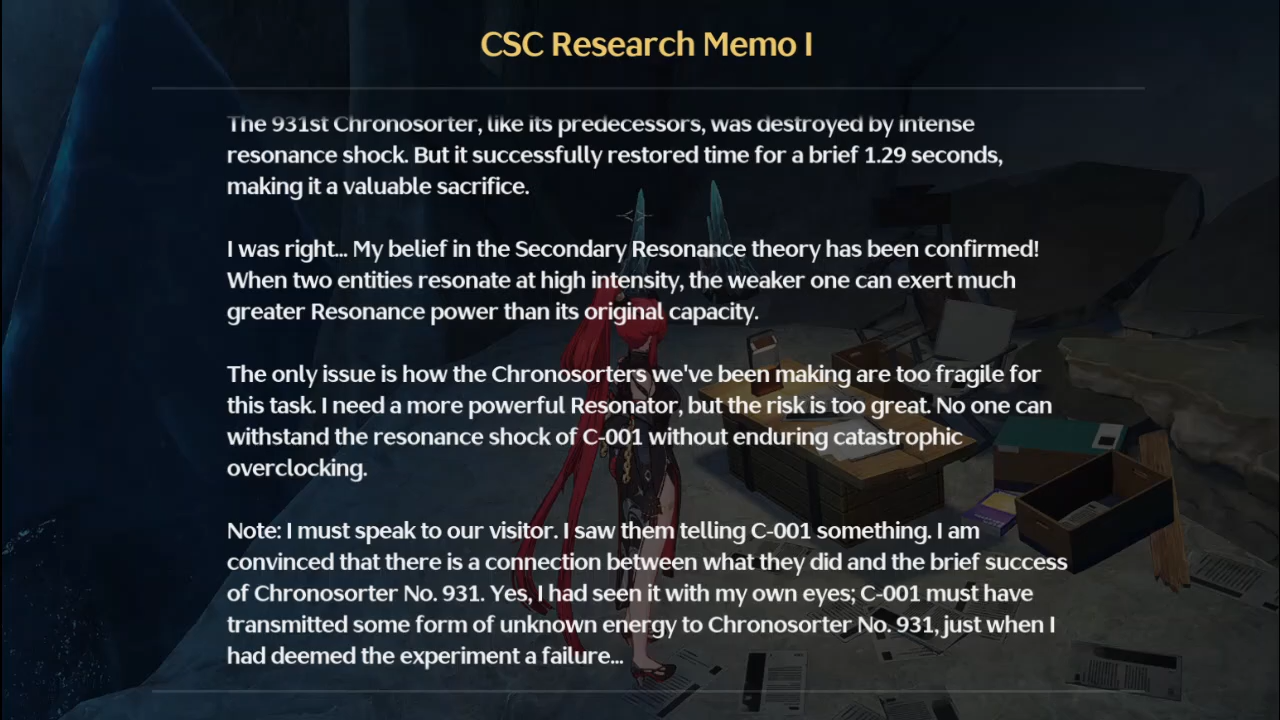 CSC Research Memo I
The 931st Chronosorter, like its predecessors, was destroyed by intense
resonance shock. But it successfully restored time for a brief 1.29 seconds,
making it a valuable sacrifice.
I was right... My belief in the Secondary Resonance theory has been confirmed!
When two entities resonate at high intensity, the weaker one can exert much
greater Resonance power than its original capacity.
The only issue is how the Chronosorters we've been making are too fragile for
this task. I need a more powerful Resonator, but the risk is too great. No one can
withstand the resonance shock of C-001 without enduring catastrophic
overclocking.
Note: I must speak to our visitor. I saw them telling C-001 something. I am
convinced that there is a connection between what they did and the brief success
of Chronosorter No. 931. Yes, I had seen it with my own eyes; C-001 must have
transmitted some form of unknown energy to Chronosorter No. 931, just when I
had deemed the experiment a failure...